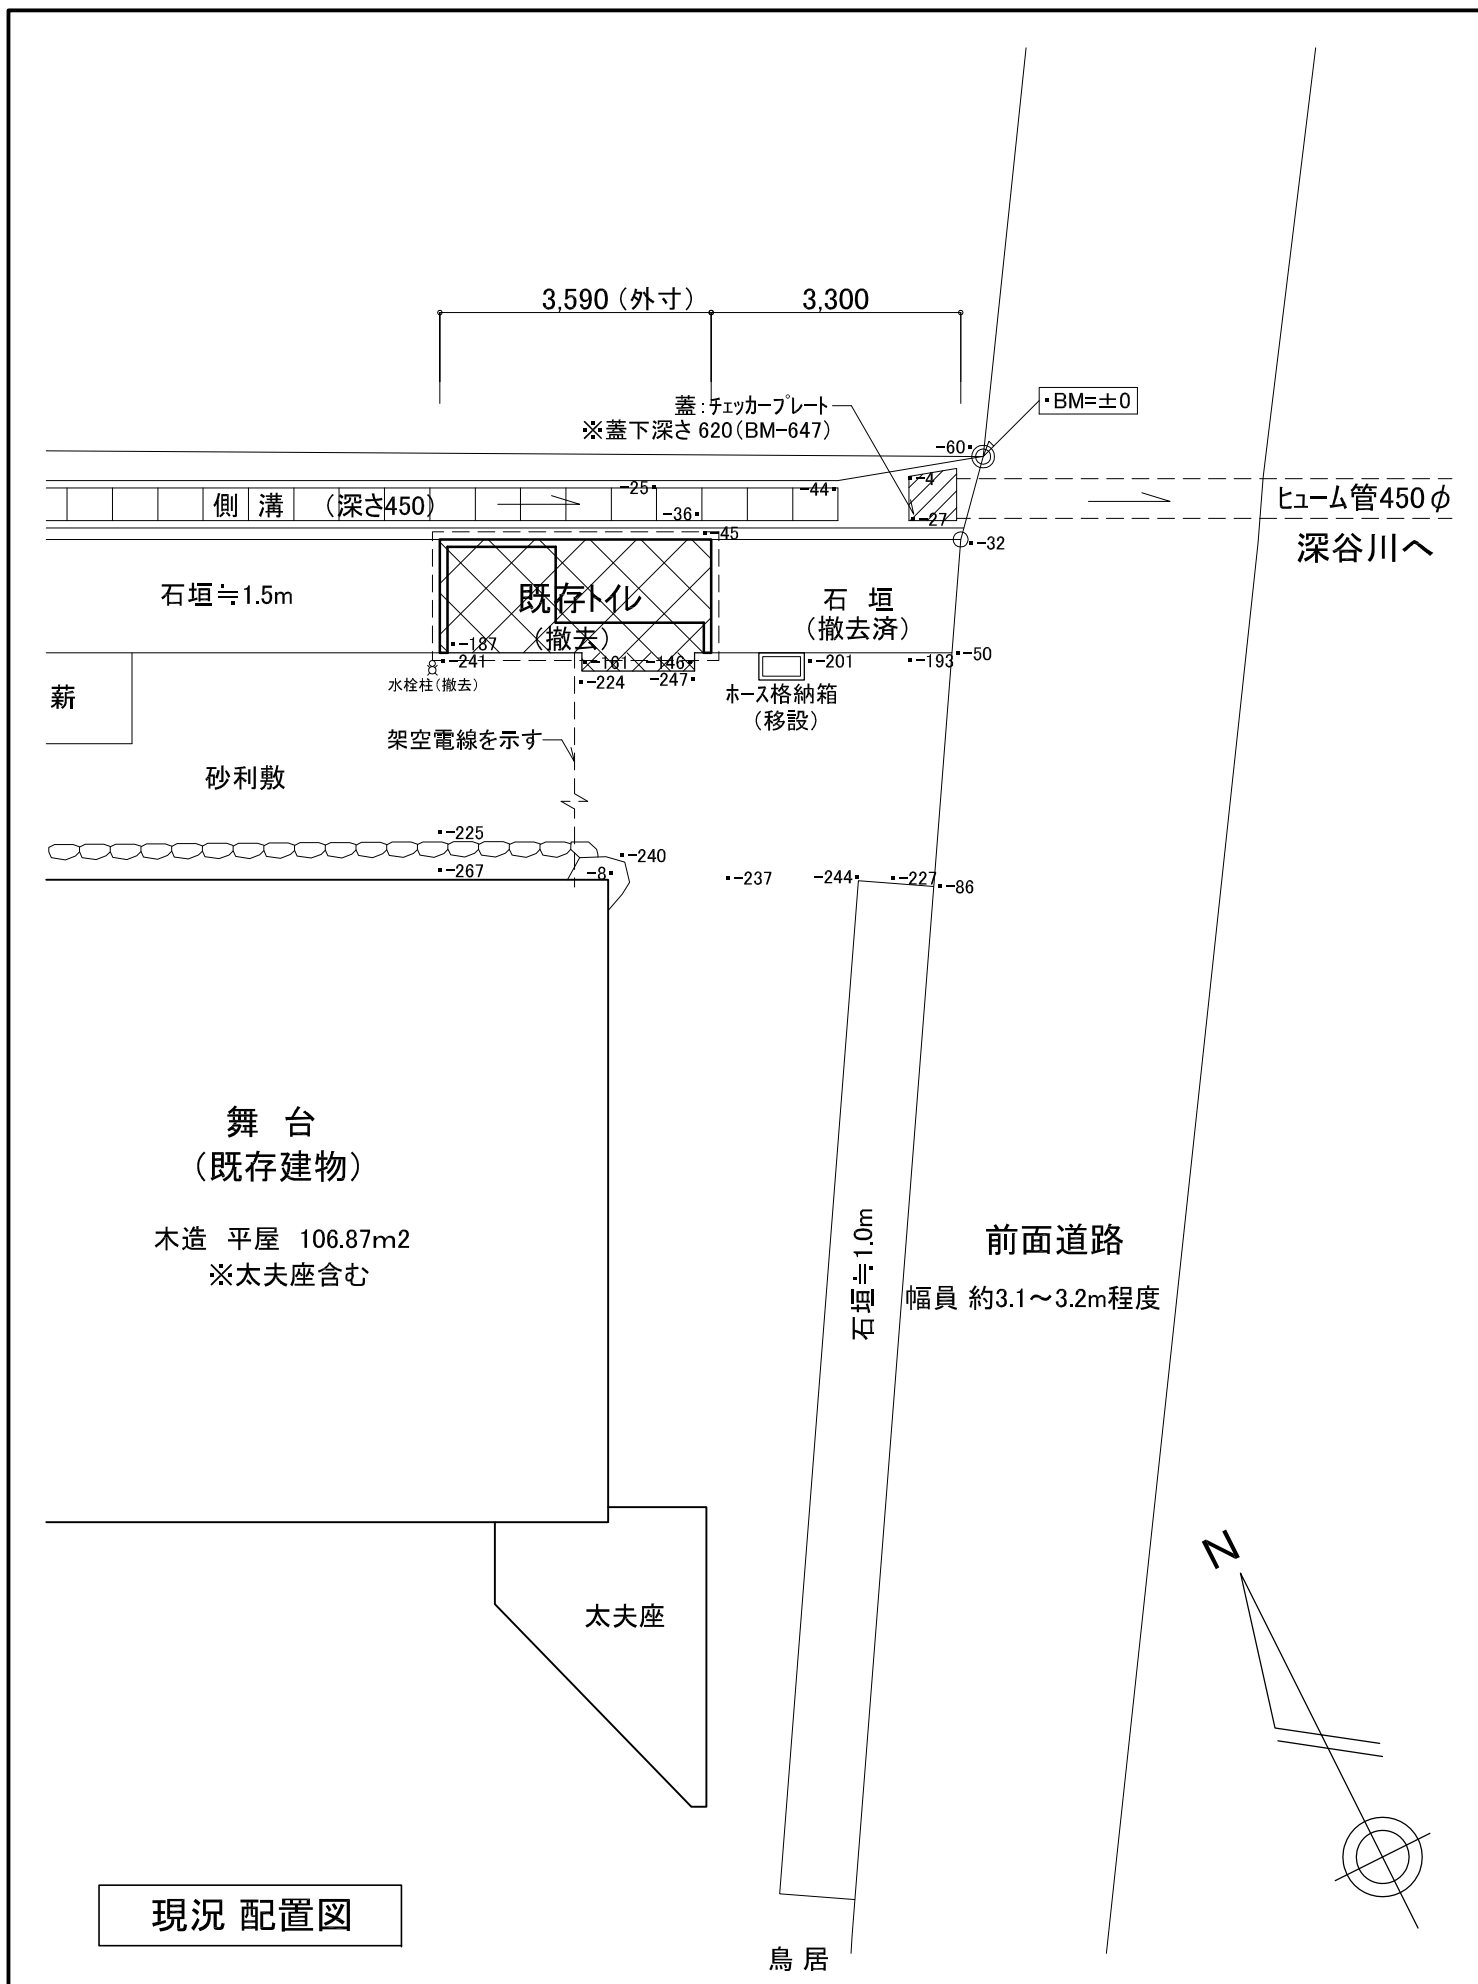 3,590（外寸）
3,300
蓋：チェッカープレート
※蓋下深さ620(BM-647)
・BM=±0
-60
-4
-25
-44
側 溝 （深さ450）
-36
-27
ヒューム管450φ
-45
-32
深谷川へ
石垣≒1.5m
既存トイレ
（撤去）
石 垣
（撤去済）
-187
-241
-161
-146
-201
-193
-50
水栓柱（撤去）
-224
-247
ホース格納箱
（移設）
薪
架空電線を示す
砂利敷
-225
-240
-267
-8
-237
-244
-227
-86
舞 台
（既存建物）
木造 平屋 106.87m2
※太夫座含む
石垣≒1.0m
前面道路
幅員 約3.1～3.2m程度
N
太夫座
現況 配置図
鳥居